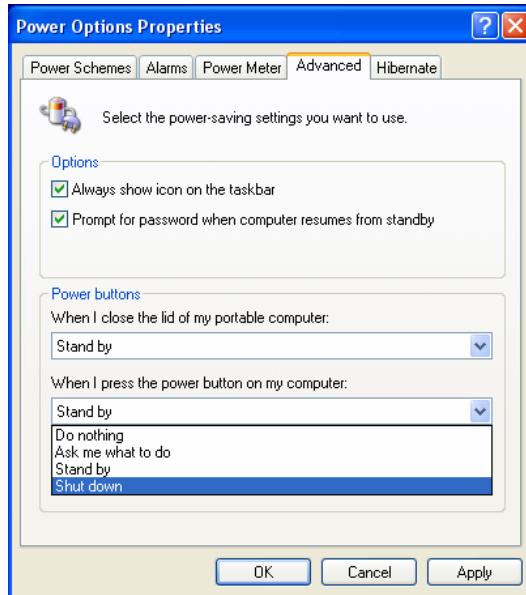 Power Options Properties
Power Schemes Alarms Power Meter Advanced Hibernate
Select the power-saving settings you want to use.
Options
Always show icon on the taskbar
Prompt for password when computer resumes from standby
Power buttons
When I close the lid of my portable computer:
Stand by
When I press the power button on my computer:
Stand by
Do nothing
Ask me what to do
Stand by
Shut down
OK Cancel Apply